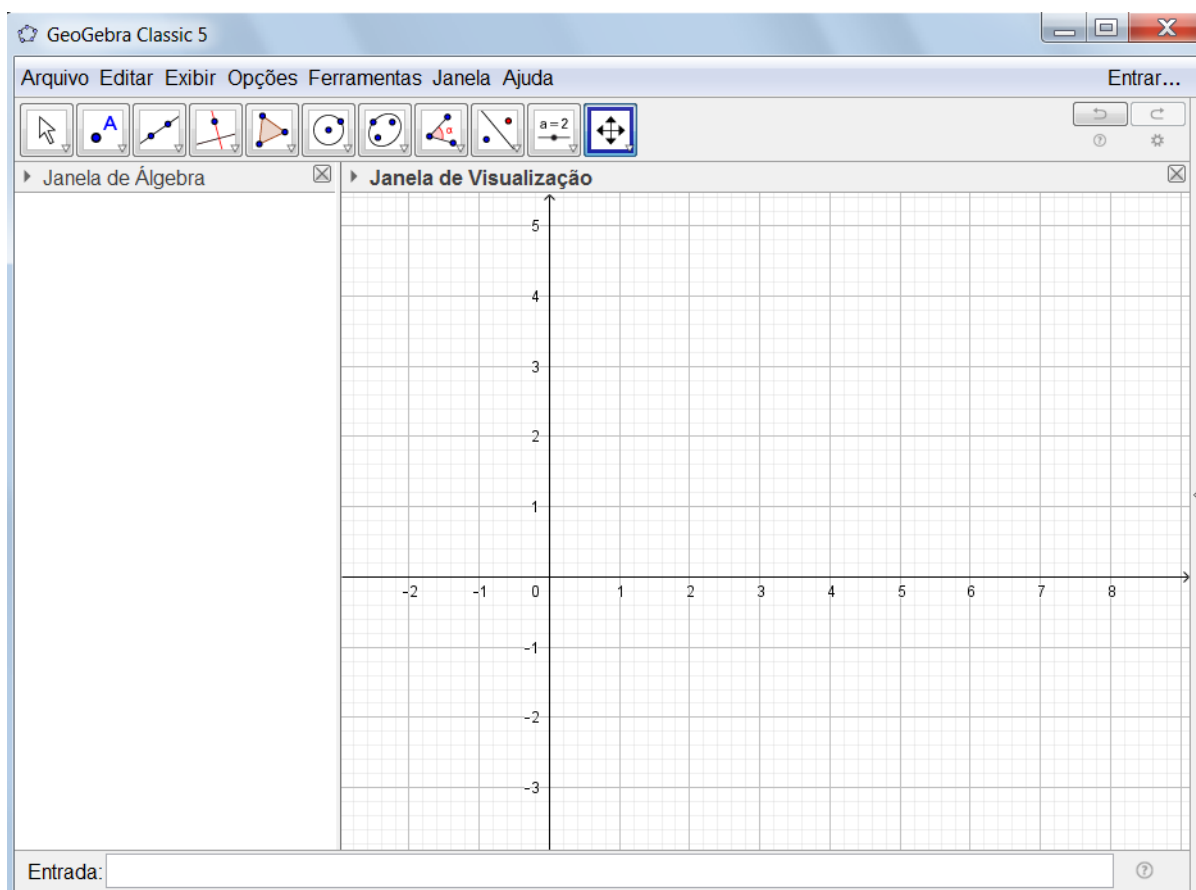 GeoGebra Classic 5
Arquivo Editar Exibir Opções Ferramentas Janela Ajuda Entrar...
A α a=2
Janela de Álgebra Janela de Visualização
5
4
3
2
1
-2 -1 0 1 2 3 4 5 6 7 8
-1
-2
-3
Entrada: